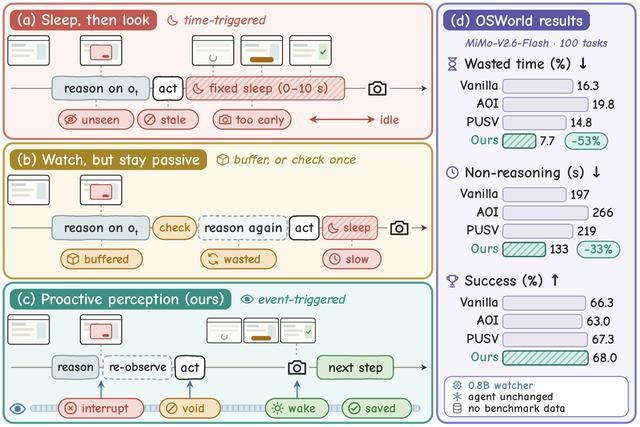 (a) Sleep, then look
time-triggered
reason on oₜ
act
fixed sleep (0–10 s)
unseen
stale
too early
idle
(b) Watch, but stay passive
buffer, or check once
reason on oₜ
check
reason again
act
sleep
buffered
wasted
slow
(c) Proactive perception (ours)
event-triggered
reason
re-observe
act
next step
interrupt
void
wake
saved
(d) OSWorld results
MiMo-V2.6-Flash · 100 tasks
Wasted time (%) ↓
Vanilla 16.3
AOI 19.8
PUSV 14.8
Ours 7.7 -53%
Non-reasoning (s) ↓
Vanilla 197
AOI 266
PUSV 219
Ours 133 -33%
Success (%) ↑
Vanilla 66.3
AOI 63.0
PUSV 67.3
Ours 68.0
0.8B watcher
agent unchanged
no benchmark data